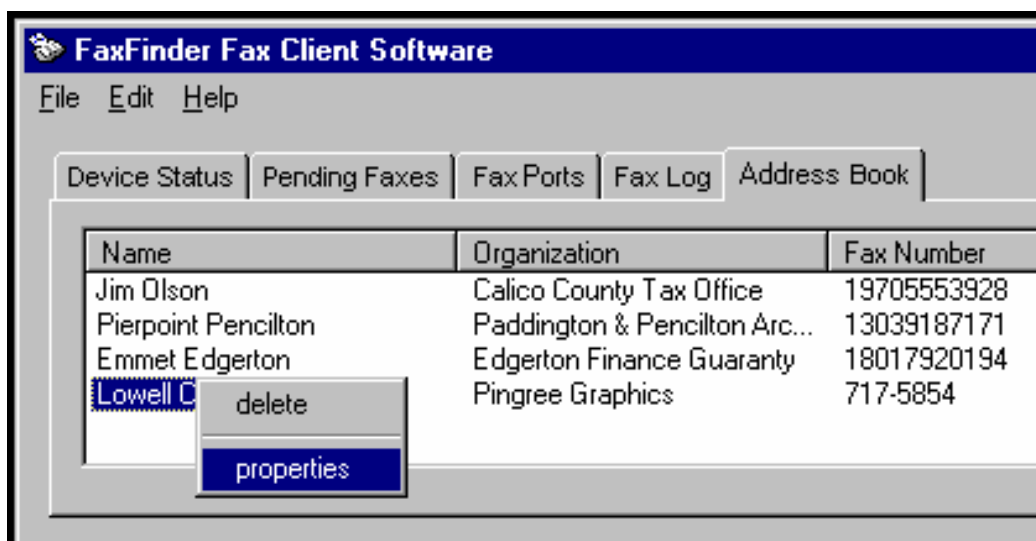 FaxFinder Fax Client Software
File Edit Help
Device Status Pending Faxes Fax Ports Fax Log Address Book
Name Organization Fax Number
Jim Olson Calico County Tax Office 19705553928
Pierpoint Pencilton Paddington & Pencilton Arc... 13039187171
Emmet Edgerton Edgerton Finance Guaranty 18017920194
Lowell C Pingree Graphics 717-5854
delete
properties